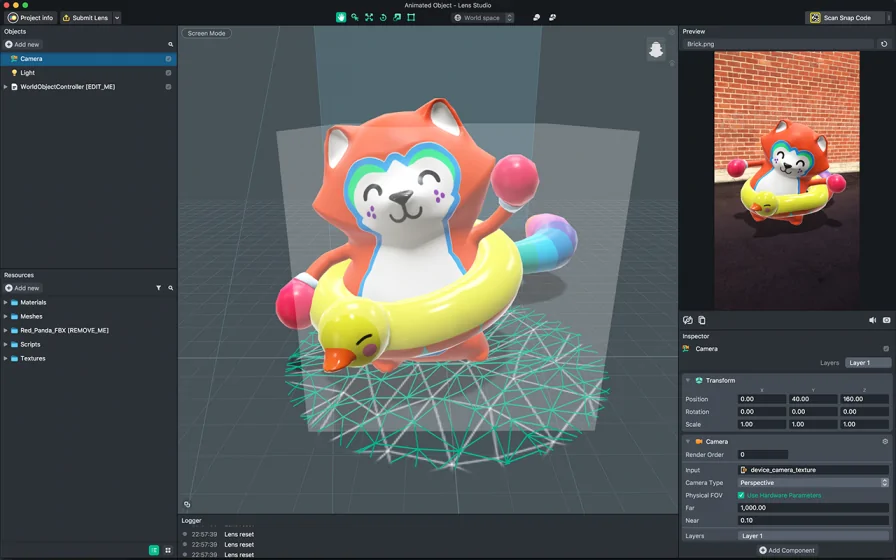 Animated Object - Lens Studio
Project info
Submit Lens
World space
Scan Snap Code
Objects
Add new
Camera
Light
WorldObjectController [EDIT_ME]
Resources
Add new
Materials
Meshes
Red_Panda_FBX [REMOVE_ME]
Scripts
Textures
Screen Mode
Logger
22:57:39 Lens reset
22:57:39 Lens reset
22:57:39 Lens reset
Preview
Brick.png
Inspector
Camera
Layers Layer 1
Transform
X Y Z
Position 0.00 40.00 160.00
Rotation 0.00 0.00 0.00
Scale 1.00 1.00 1.00
Camera
Render Order 0
Input device_camera_texture
Camera Type Perspective
Physical FOV Use Hardware Parameters
Far 1,000.00
Near 0.10
Layers Layer 1
Add Component